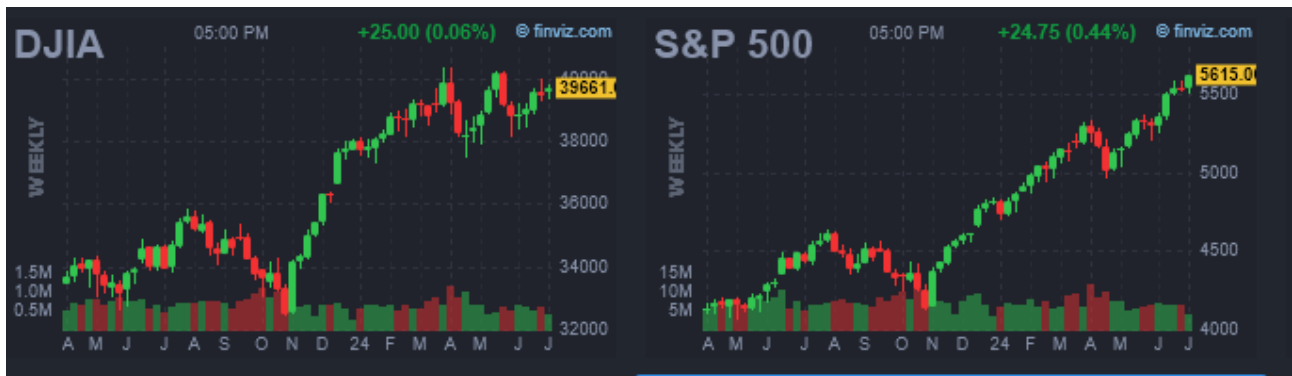 DJIA
05:00 PM
+25.00 (0.06%)
© finviz.com
WEEKLY
40000
39661.
38000
36000
34000
32000
1.5M
1.0M
0.5M
A M J J A S O N D 24 F M A M J J
S&P 500
05:00 PM
+24.75 (0.44%)
© finviz.com
WEEKLY
5615.0
5500
5000
4500
4000
15M
10M
5M
A M J J A S O N D 24 F M A M J J